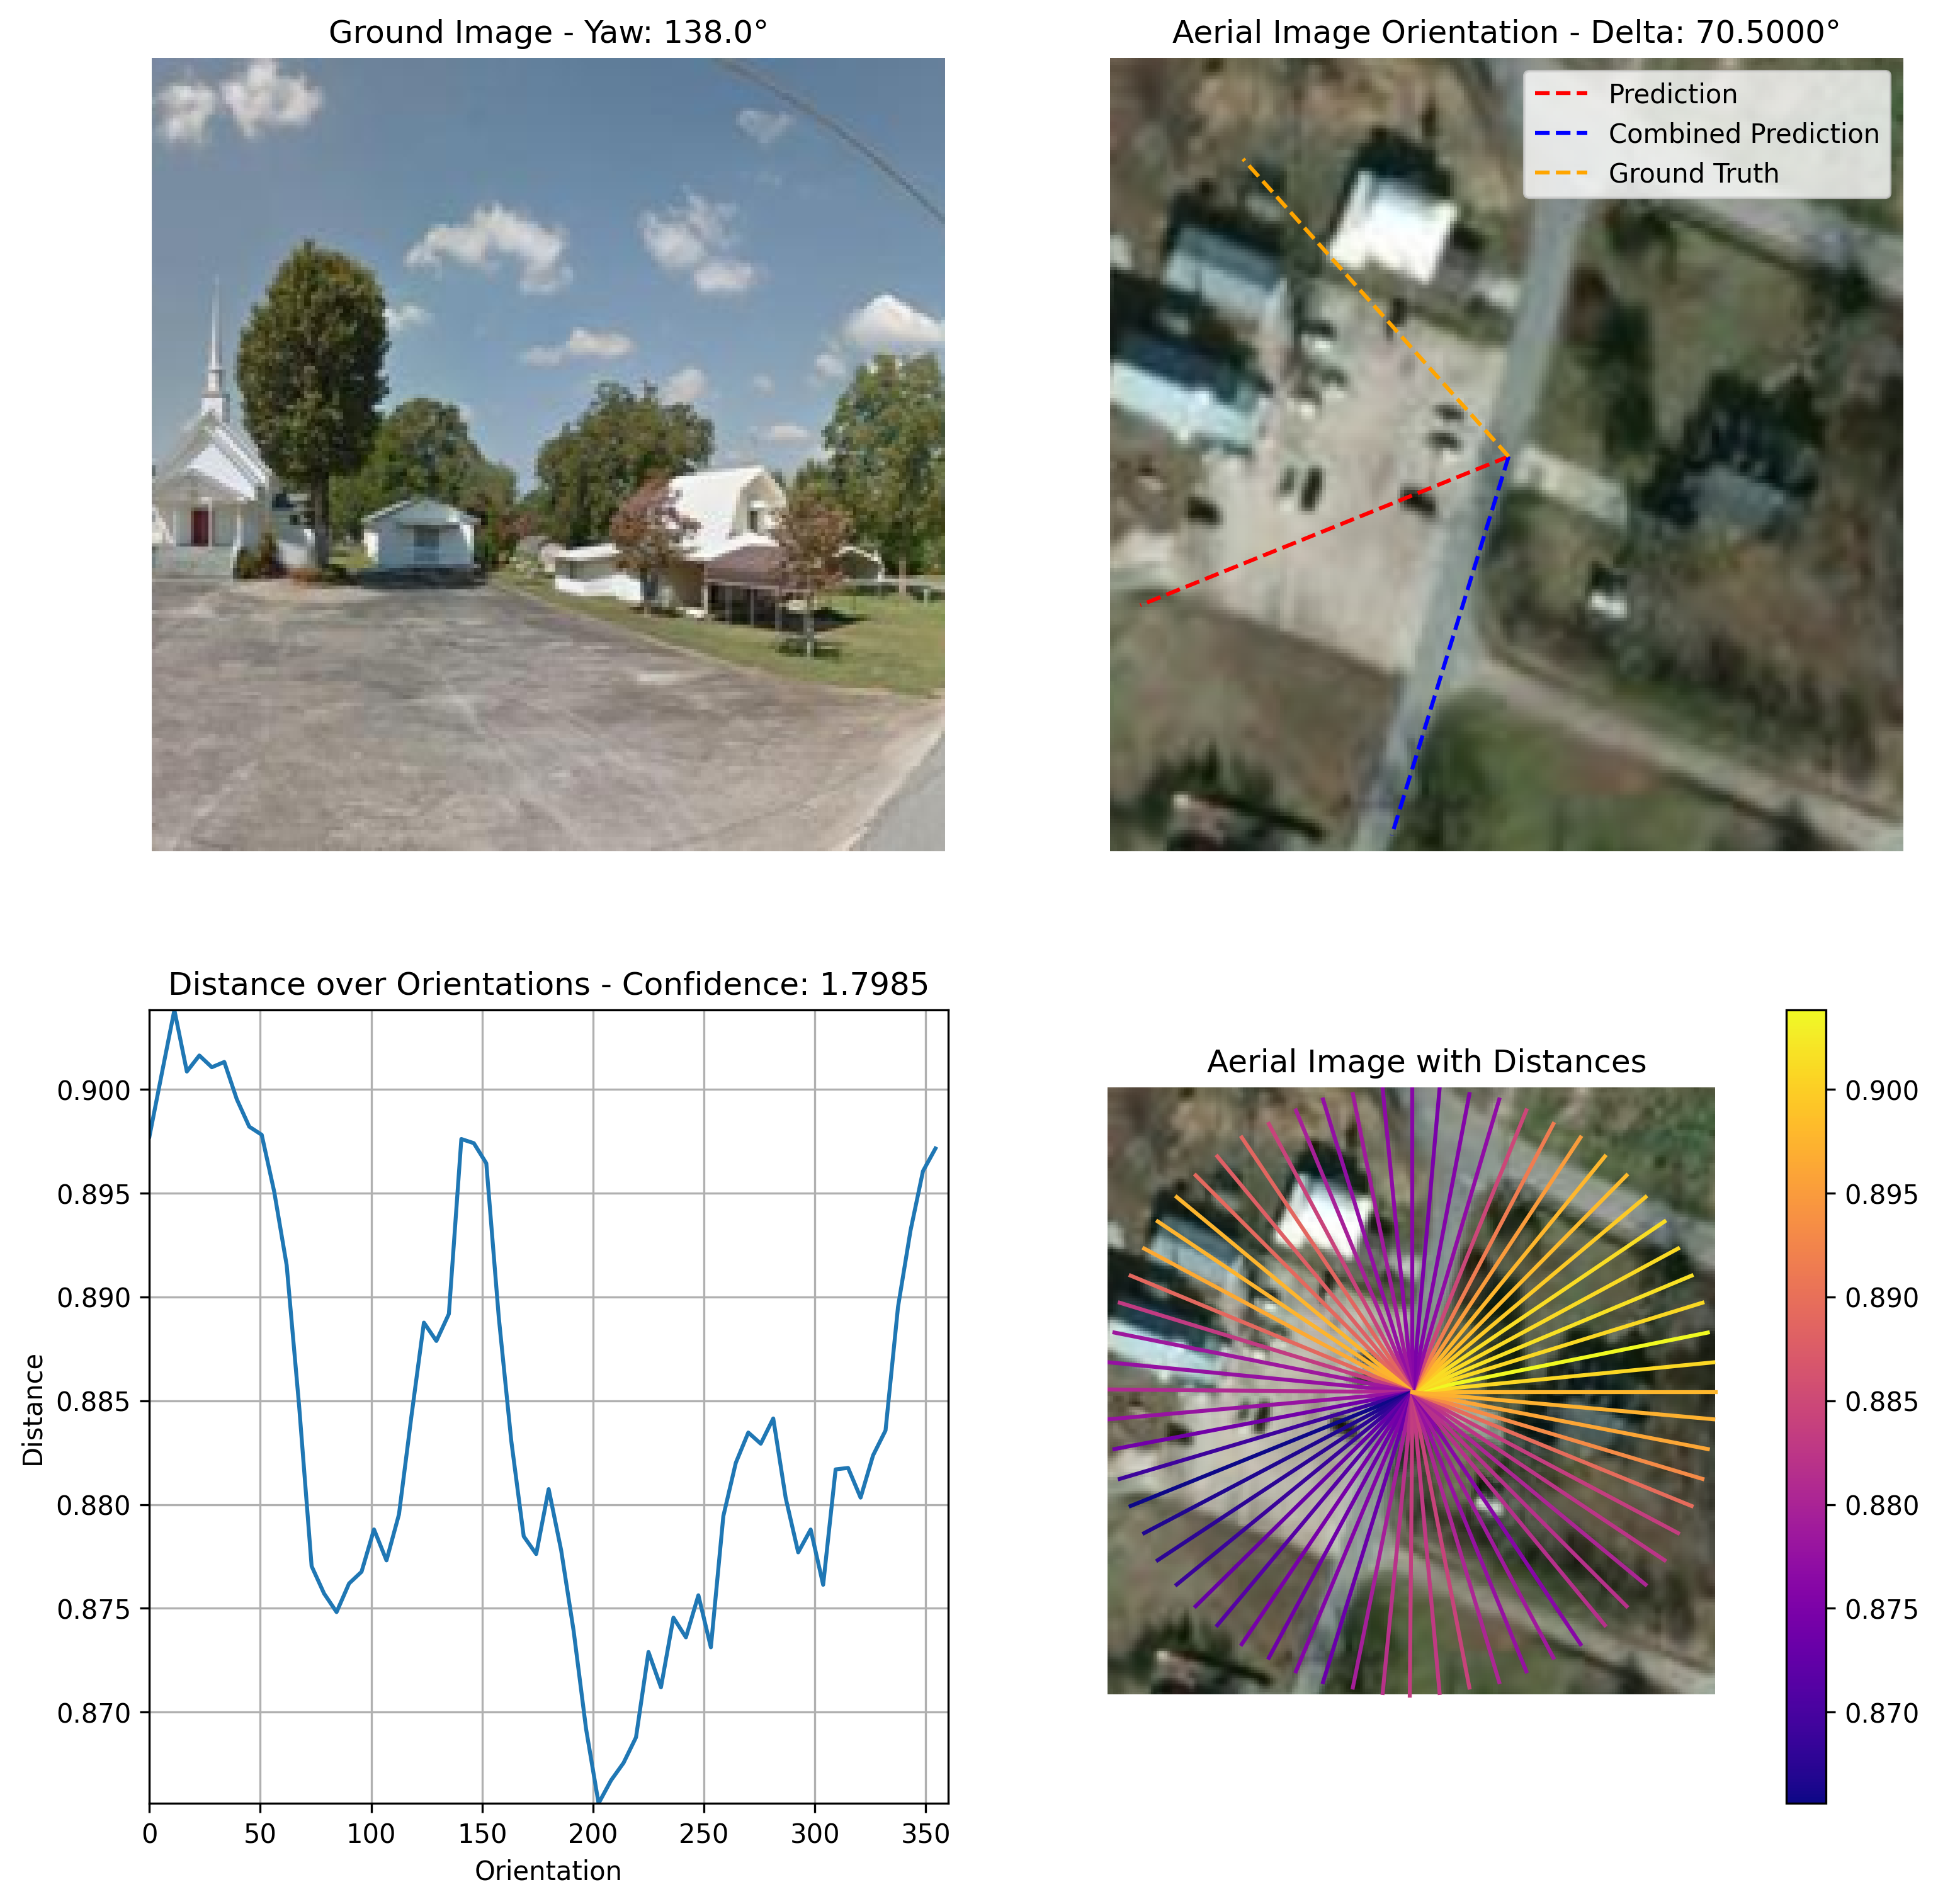 Ground Image - Yaw: 138.0°
Aerial Image Orientation - Delta: 70.5000°
Prediction
Combined Prediction
Ground Truth
Distance over Orientations - Confidence: 1.7985
0.900
0.895
0.890
0.885
0.880
0.875
0.870
Distance
0
50
100
150
200
250
300
350
Orientation
Aerial Image with Distances
0.900
0.895
0.890
0.885
0.880
0.875
0.870